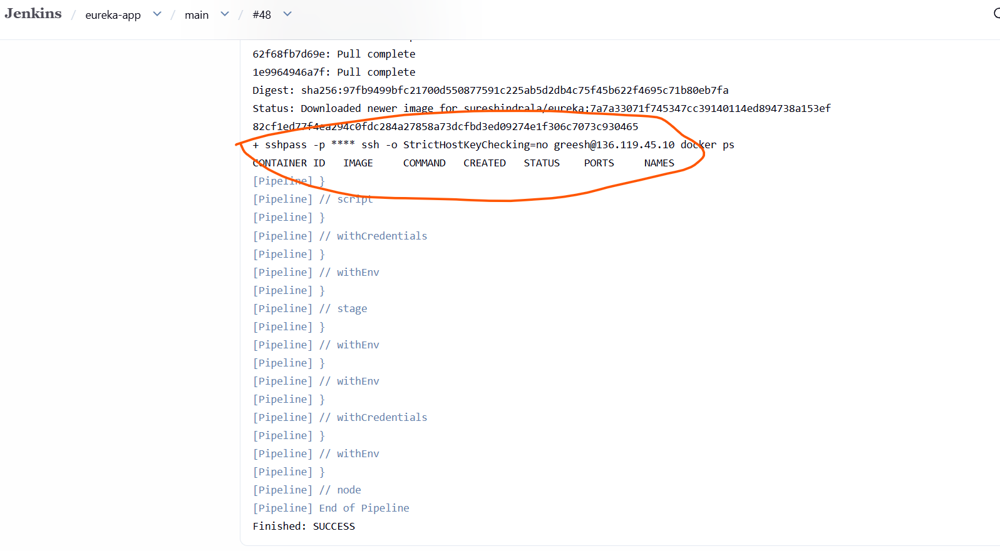 Jenkins / eureka-app / main / #48
62f68fb7d69e: Pull complete
1e9964946a7f: Pull complete
Digest: sha256:97fb9499bfc21700d550877591c225ab5d2db4c75f45b622f4695c71b80eb7fa
Status: Downloaded newer image for sureshindrala/eureka:7a7a33071f745347cc39140114ed894738a153ef
82cf1ed77f4ea294c0fdc284a27858a73dcfbd3ed09274e1f306c7073c930465
+ sshpass -p **** ssh -o StrictHostKeyChecking=no greesh@136.119.45.10 docker ps
CONTAINER ID   IMAGE     COMMAND   CREATED   STATUS    PORTS     NAMES
[Pipeline] }
[Pipeline] // script
[Pipeline] }
[Pipeline] // withCredentials
[Pipeline] }
[Pipeline] // withEnv
[Pipeline] }
[Pipeline] // stage
[Pipeline] }
[Pipeline] // withEnv
[Pipeline] }
[Pipeline] // withEnv
[Pipeline] }
[Pipeline] // withCredentials
[Pipeline] }
[Pipeline] // withEnv
[Pipeline] }
[Pipeline] // node
[Pipeline] End of Pipeline
Finished: SUCCESS